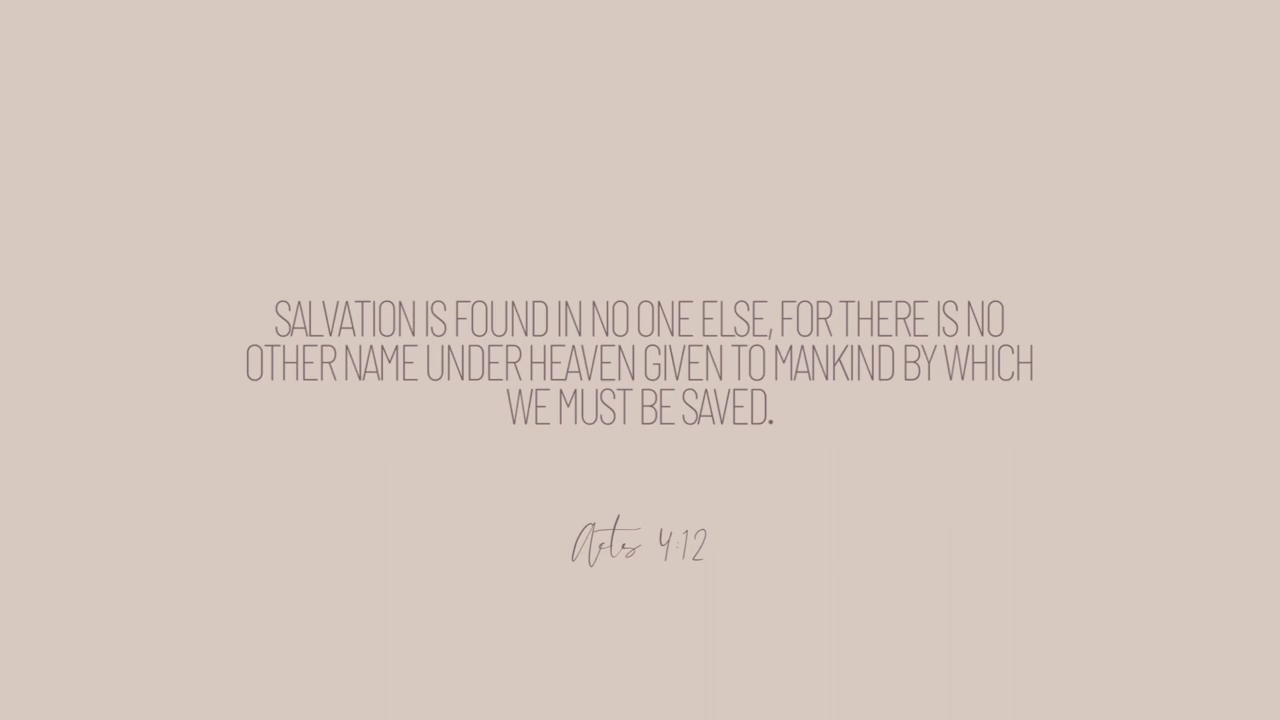 SALVATION IS FOUND IN NO ONE ELSE, FOR THERE IS NO
OTHER NAME UNDER HEAVEN GIVEN TO MANKIND BY WHICH
WE MUST BE SAVED.
Acts 4:12